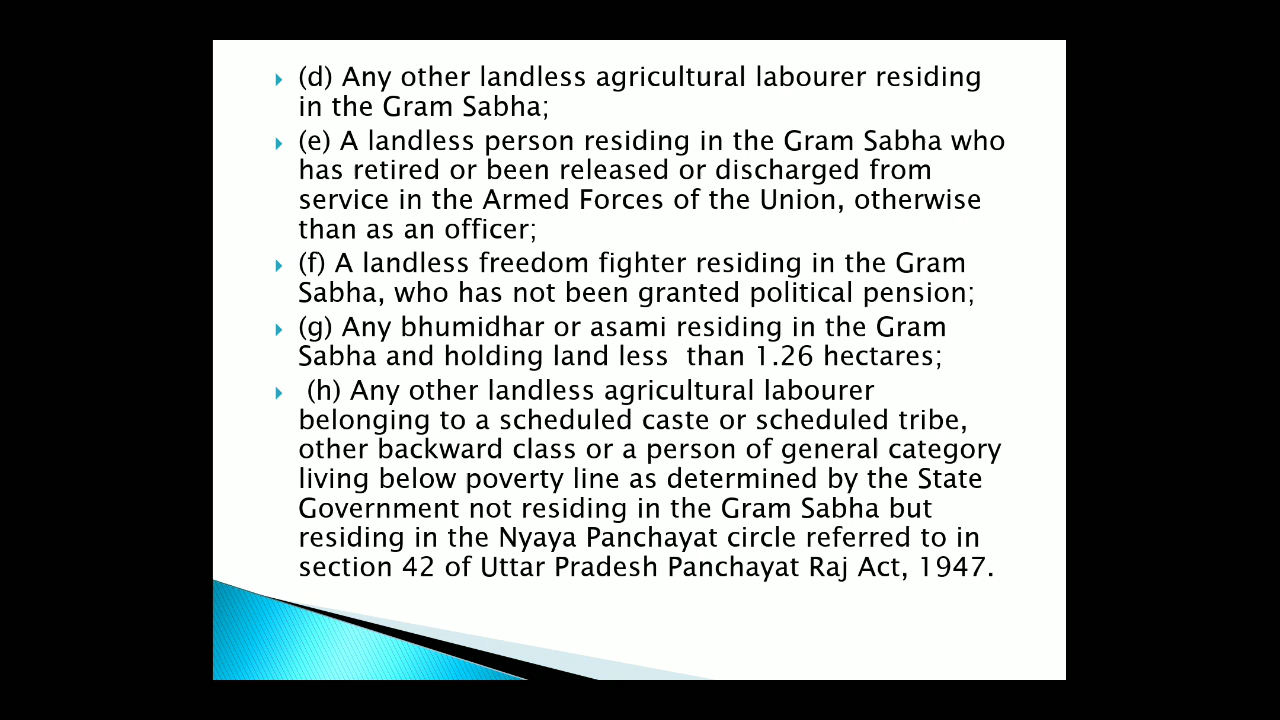 (d) Any other landless agricultural labourer residing
in the Gram Sabha;
(e) A landless person residing in the Gram Sabha who
has retired or been released or discharged from
service in the Armed Forces of the Union, otherwise
than as an officer;
(f) A landless freedom fighter residing in the Gram
Sabha, who has not been granted political pension;
(g) Any bhumidhar or asami residing in the Gram
Sabha and holding land less  than 1.26 hectares;
(h) Any other landless agricultural labourer
belonging to a scheduled caste or scheduled tribe,
other backward class or a person of general category
living below poverty line as determined by the State
Government not residing in the Gram Sabha but
residing in the Nyaya Panchayat circle referred to in
section 42 of Uttar Pradesh Panchayat Raj Act, 1947.